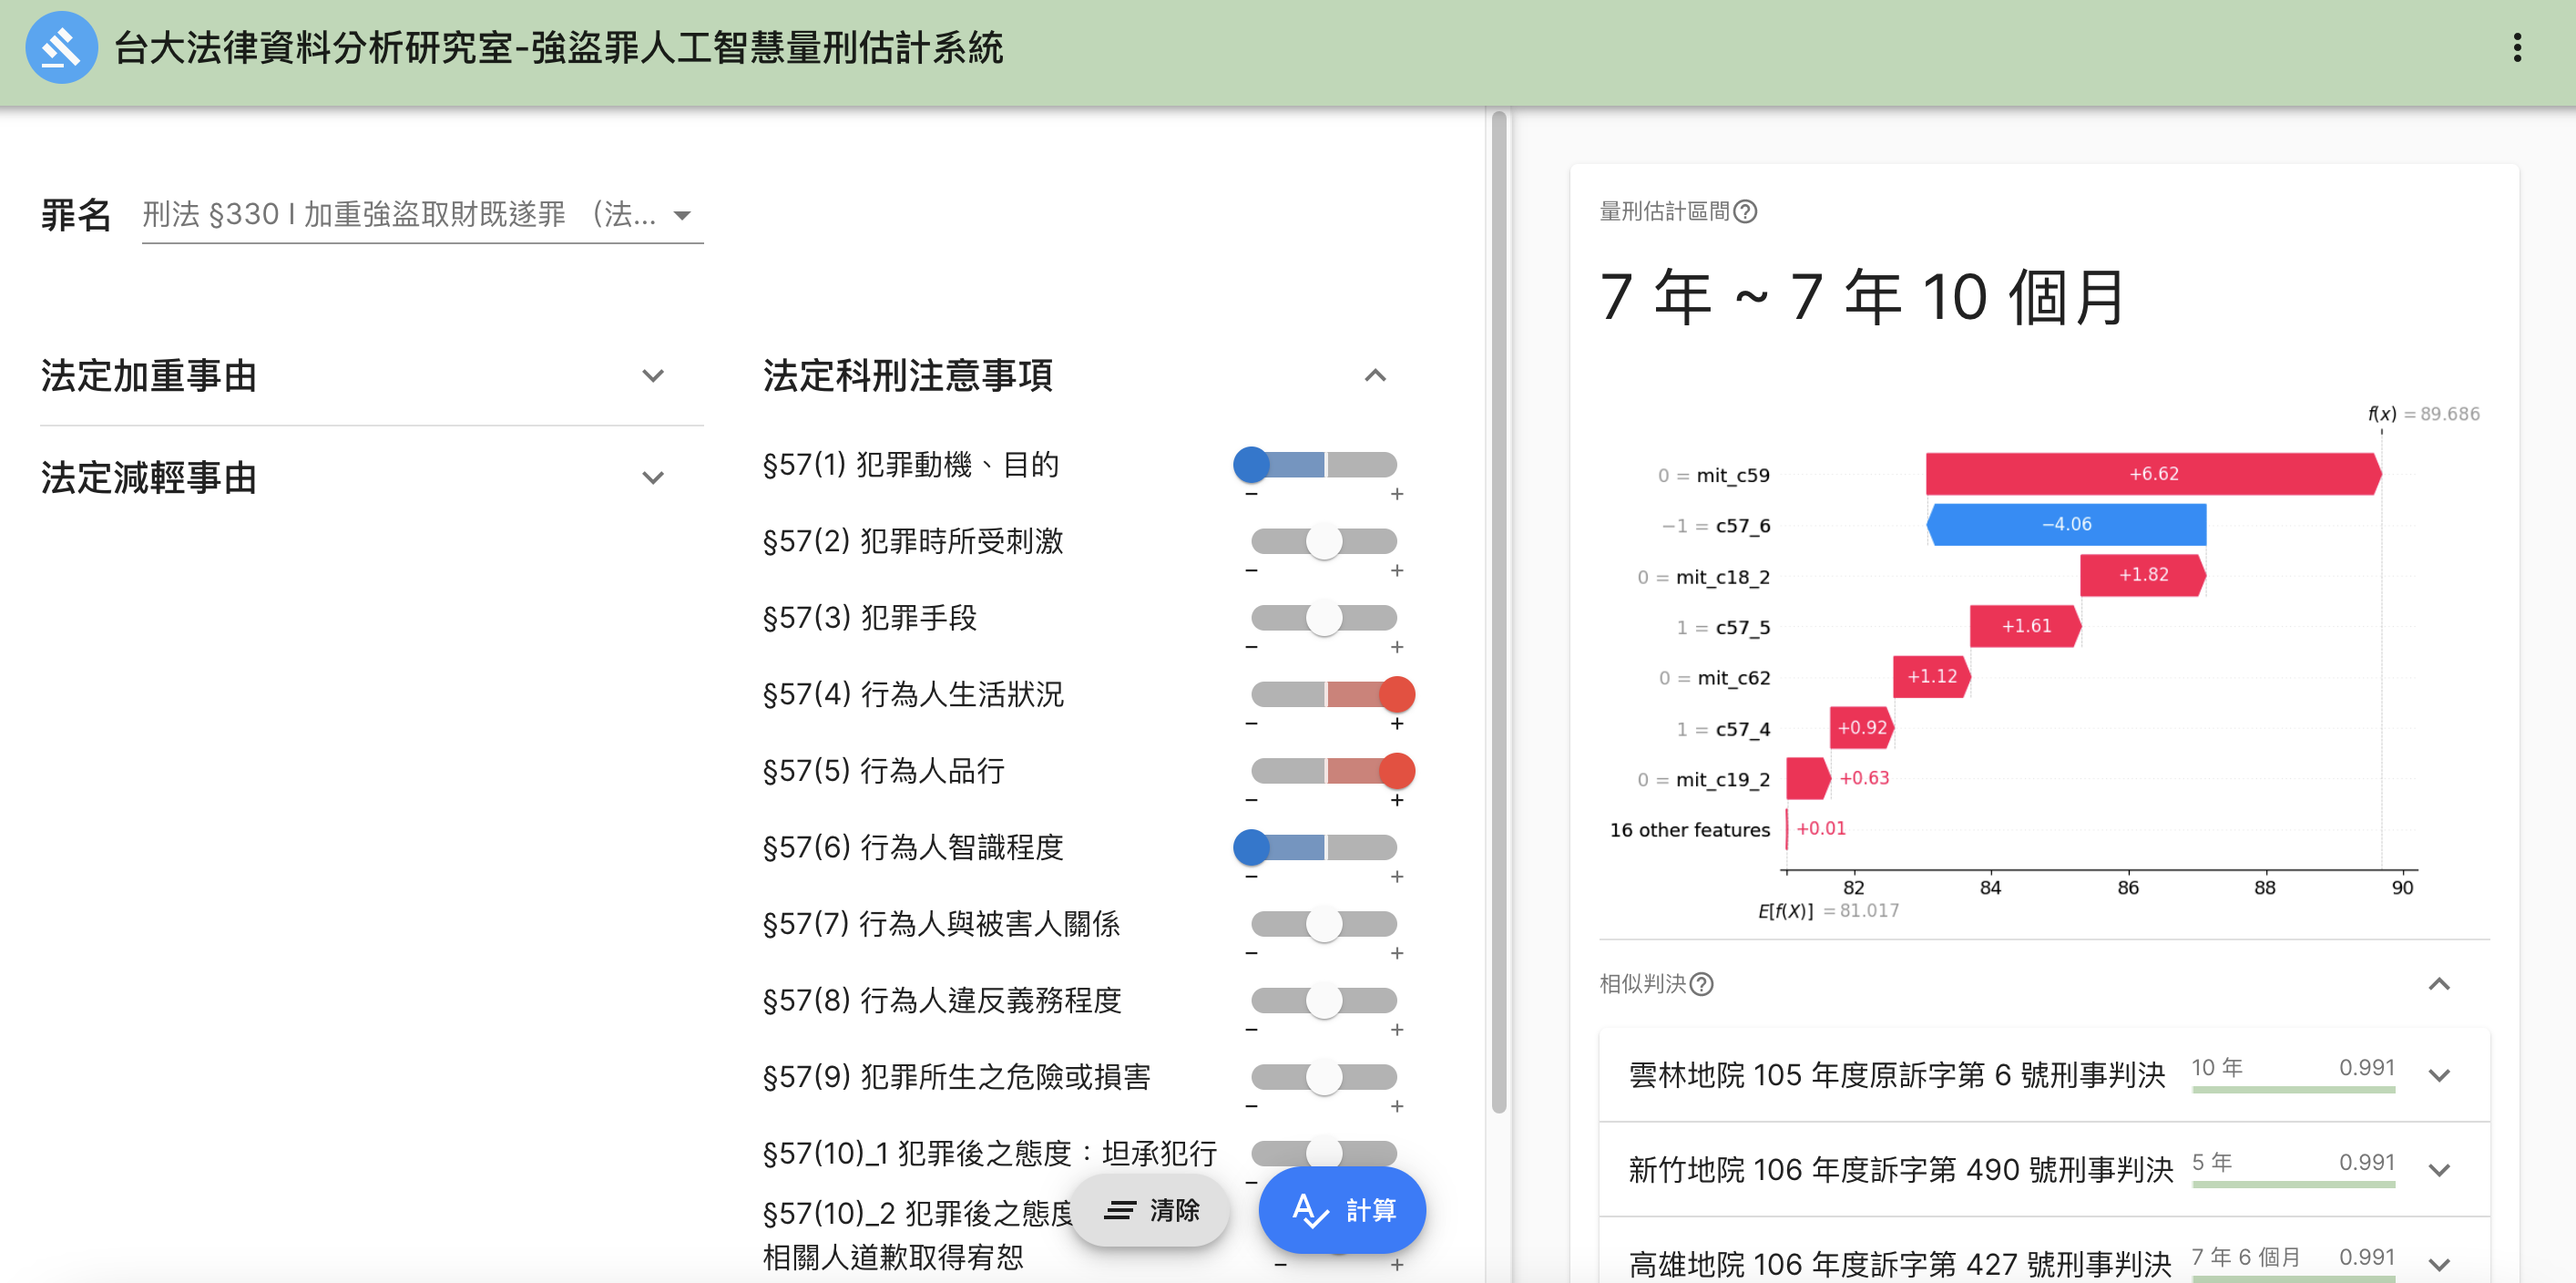 台大法律資料分析研究室-強盜罪人工智慧量刑估計系統
罪名 刑法 §330 I 加重強盜取財既遂罪 （法...
法定加重事由
法定減輕事由
法定科刑注意事項
§57(1) 犯罪動機、目的
− +
§57(2) 犯罪時所受刺激
− +
§57(3) 犯罪手段
− +
§57(4) 行為人生活狀況
− +
§57(5) 行為人品行
− +
§57(6) 行為人智識程度
− +
§57(7) 行為人與被害人關係
− +
§57(8) 行為人違反義務程度
− +
§57(9) 犯罪所生之危險或損害
− +
§57(10)_1 犯罪後之態度：坦承犯行
−
§57(10)_2 犯罪後之態度
相關人道歉取得宥恕
− +
清除
計算
量刑估計區間?
7 年 ~ 7 年 10 個月
f(x) = 89.686
0 = mit_c59 +6.62
−1 = c57_6 −4.06
0 = mit_c18_2 +1.82
1 = c57_5 +1.61
0 = mit_c62 +1.12
1 = c57_4 +0.92
0 = mit_c19_2 +0.63
16 other features +0.01
82 84 86 88 90
E[f(X)] = 81.017
相似判決?
雲林地院 105 年度原訴字第 6 號刑事判決 10 年 0.991
新竹地院 106 年度訴字第 490 號刑事判決 5 年 0.991
高雄地院 106 年度訴字第 427 號刑事判決 7 年 6 個月 0.991